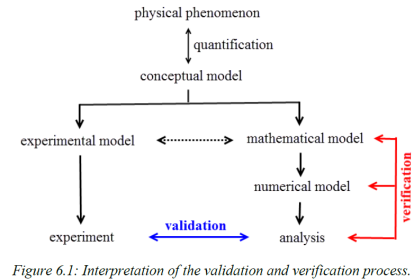 physical phenomenon
quantification
conceptual model
experimental model
mathematical model
numerical model
verification
validation
experiment
analysis
Figure 6.1: Interpretation of the validation and verification process.